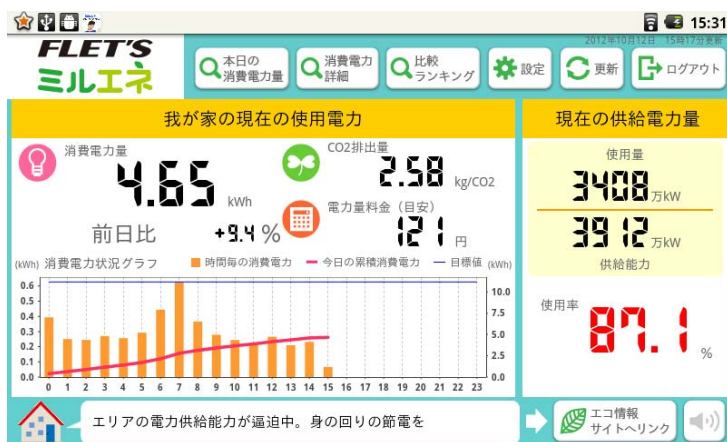 15:31
2012年10月12日 15時17分更新
FLET'S
ミルエネ
本日の
消費電力量
消費電力
詳細
比較
ランキング
設定
更新
ログアウト
我が家の現在の使用電力
現在の供給電力量
消費電力量
4.65 kWh
CO2排出量
2.58 kg/CO2
前日比 +9.4 %
電力量料金（目安）
121 円
使用量
3408 万kW
3912 万kW
供給能力
使用率
87.1 %
(kWh) 消費電力状況グラフ 時間毎の消費電力 今日の累積消費電力 目標値 (kWh)
0.6
0.5
0.4
0.3
0.2
0.1
0.0
10.0
7.5
5.0
2.5
0.0
0 1 2 3 4 5 6 7 8 9 10 11 12 13 14 15 16 17 18 19 20 21 22 23
エリアの電力供給能力が逼迫中。身の回りの節電を
エコ情報
サイトへリンク